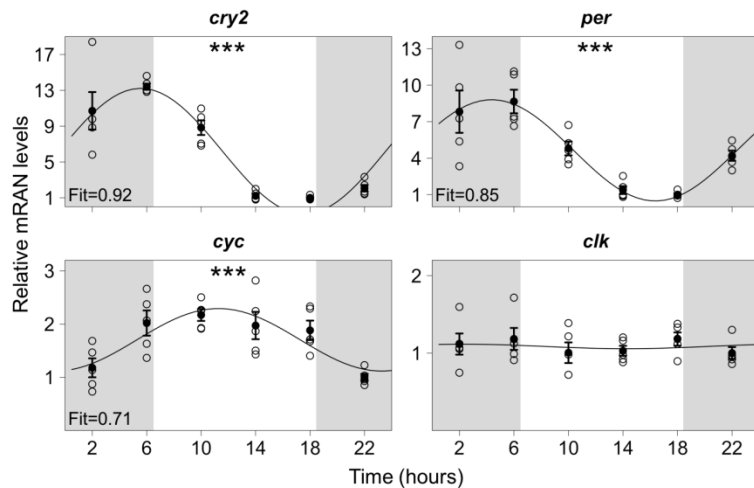 cry2
per
***
***
17
13
9
5
1
Fit=0.92
13
10
7
4
1
Fit=0.85
Relative mRAN levels
cyc
clk
***
3
2
1
Fit=0.71
2
1
2 6 10 14 18 22
2 6 10 14 18 22
Time (hours)